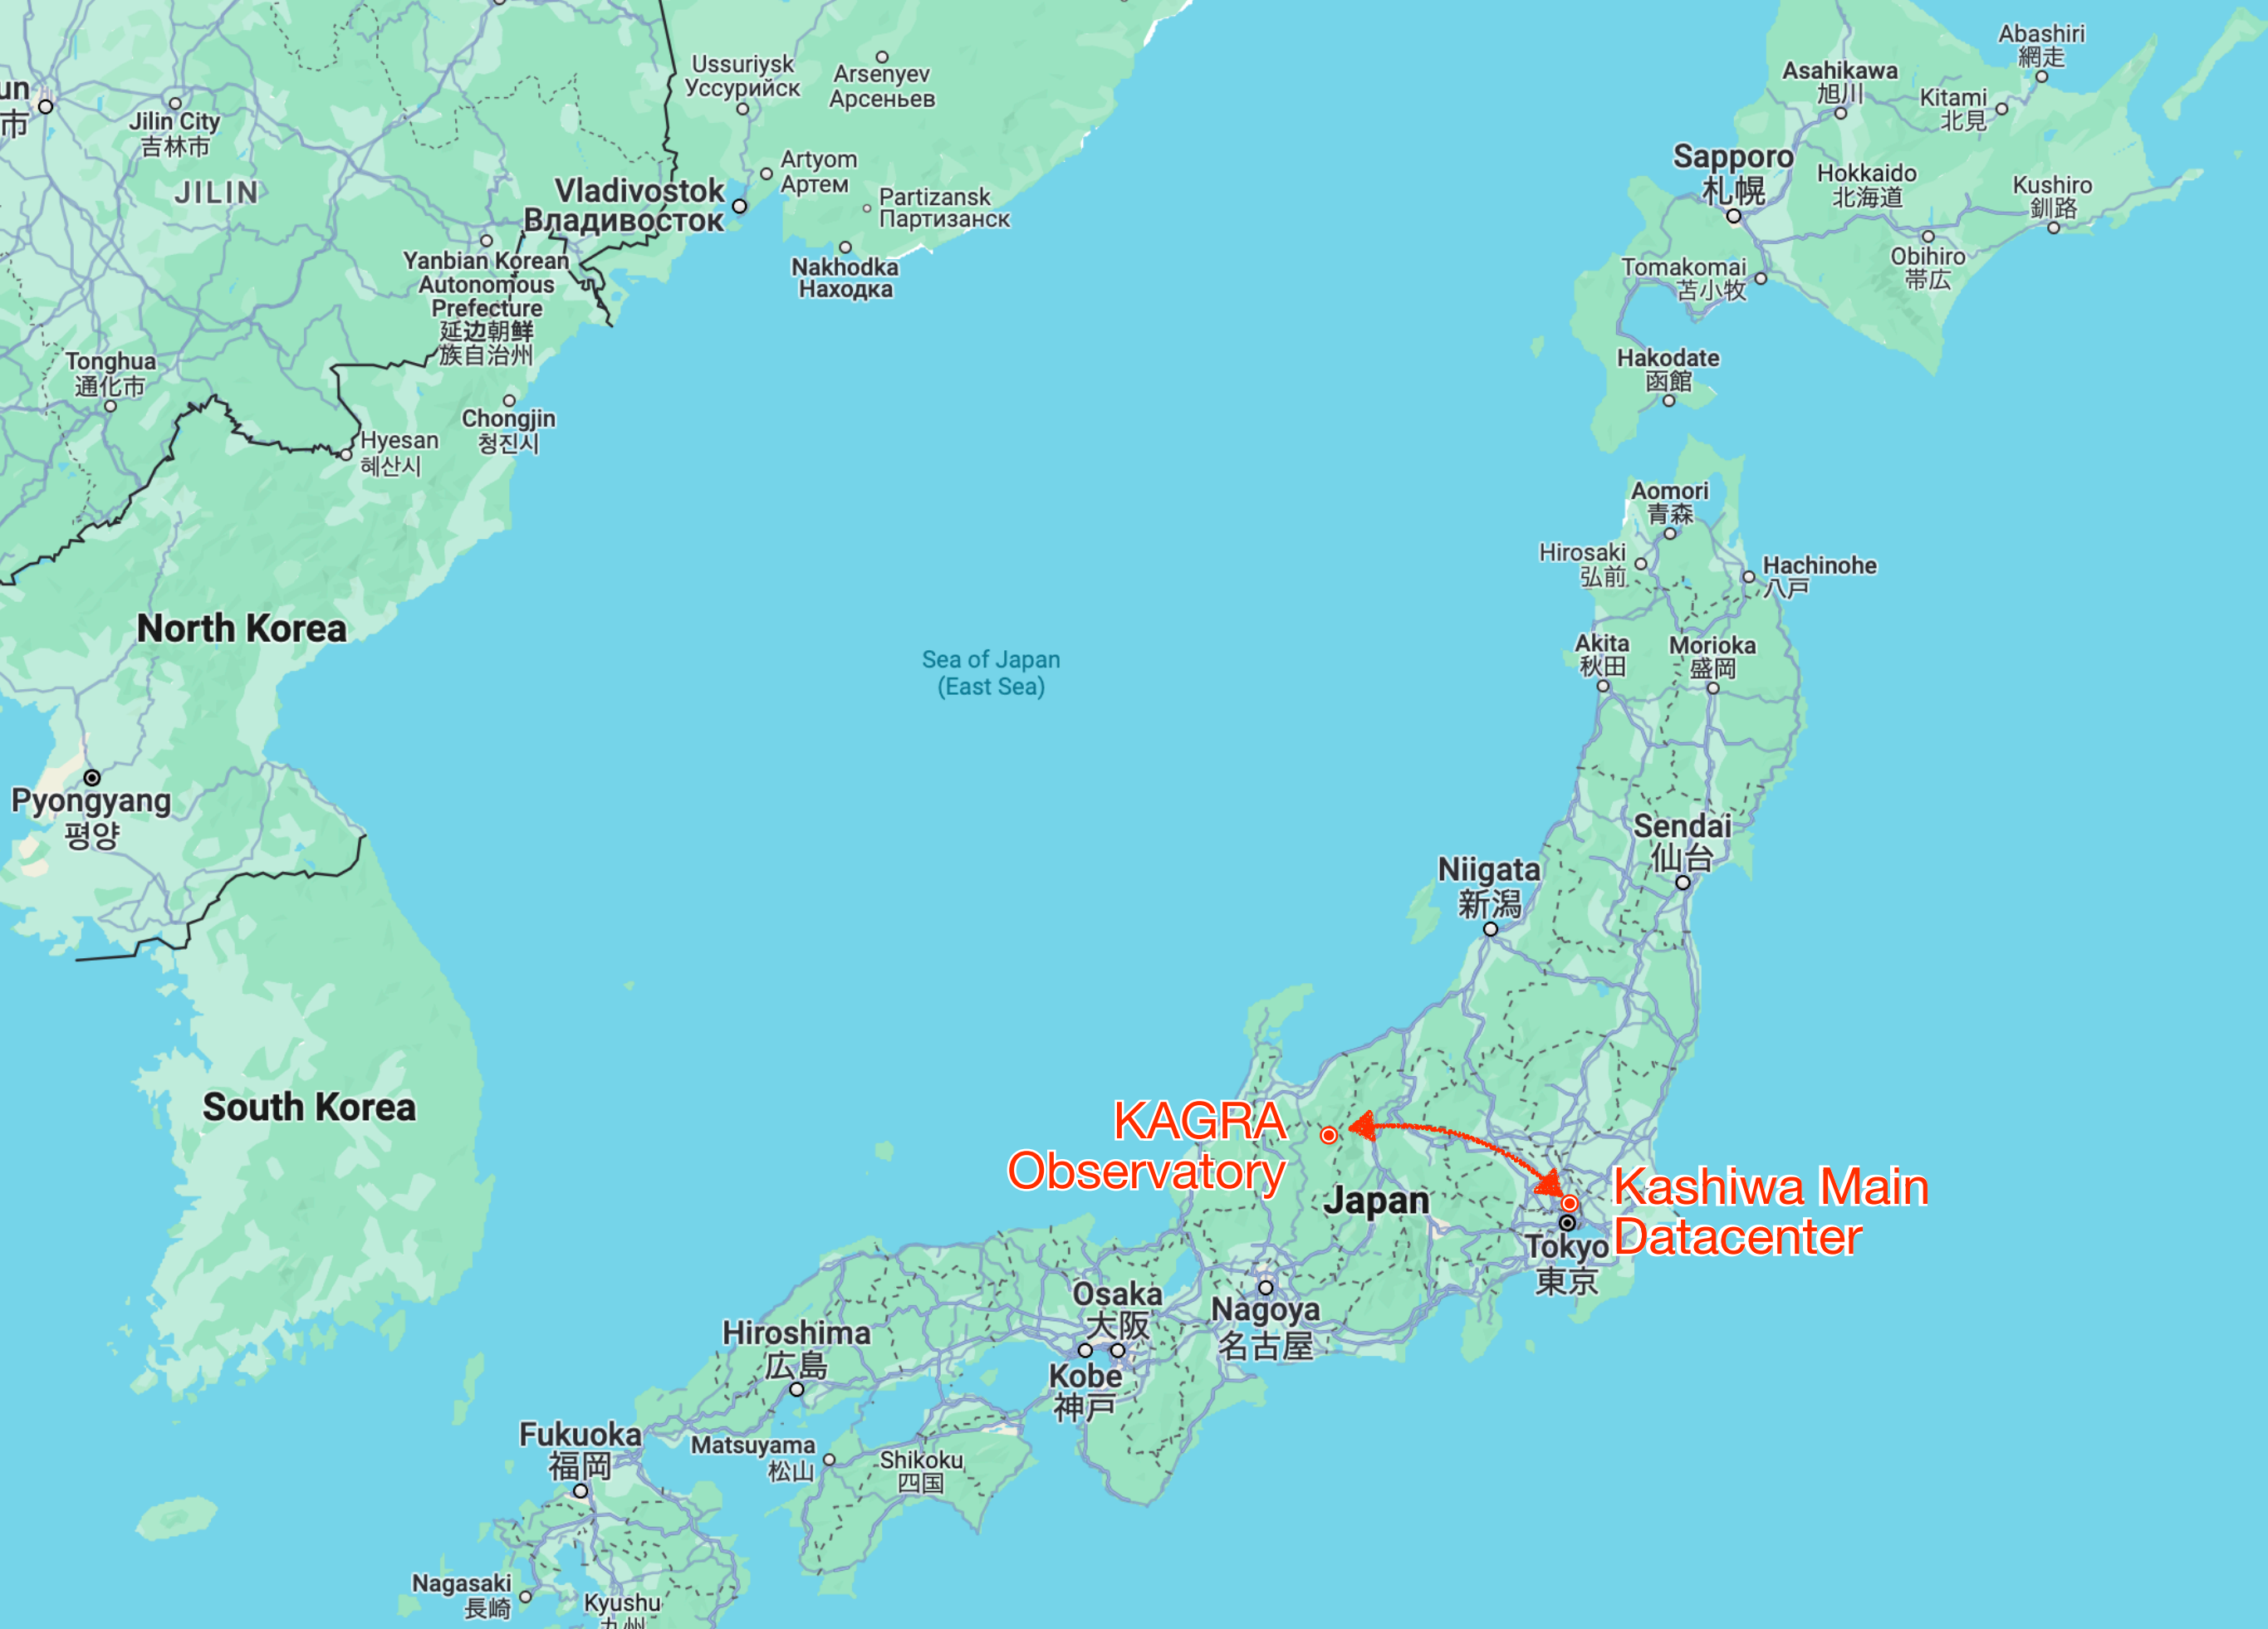 un
市
Jilin City
吉林市
JILIN
Ussuriysk
Уссурийск
Arsenyev
Арсеньев
Artyom
Артем
Vladivostok
Владивосток
Partizansk
Партизанск
Nakhodka
Находка
Yanbian Korean
Autonomous
Prefecture
延边朝鲜
族自治州
Tonghua
通化市
Chongjin
청진시
Hyesan
혜산시
North Korea
Pyongyang
평양
South Korea
Sea of Japan
(East Sea)
Abashiri
網走
Asahikawa
旭川
Kitami
北見
Sapporo
札幌
Hokkaido
北海道
Kushiro
釧路
Obihiro
帯広
Tomakomai
苫小牧
Hakodate
函館
Aomori
青森
Hirosaki
弘前
Hachinohe
八戸
Akita
秋田
Morioka
盛岡
Sendai
仙台
Niigata
新潟
KAGRA
Observatory
Japan
Kashiwa Main
Datacenter
Tokyo
東京
Nagoya
名古屋
Osaka
大阪
Kobe
神戸
Hiroshima
広島
Fukuoka
福岡
Matsuyama
松山
Shikoku
四国
Nagasaki
長崎
Kyushu
九州